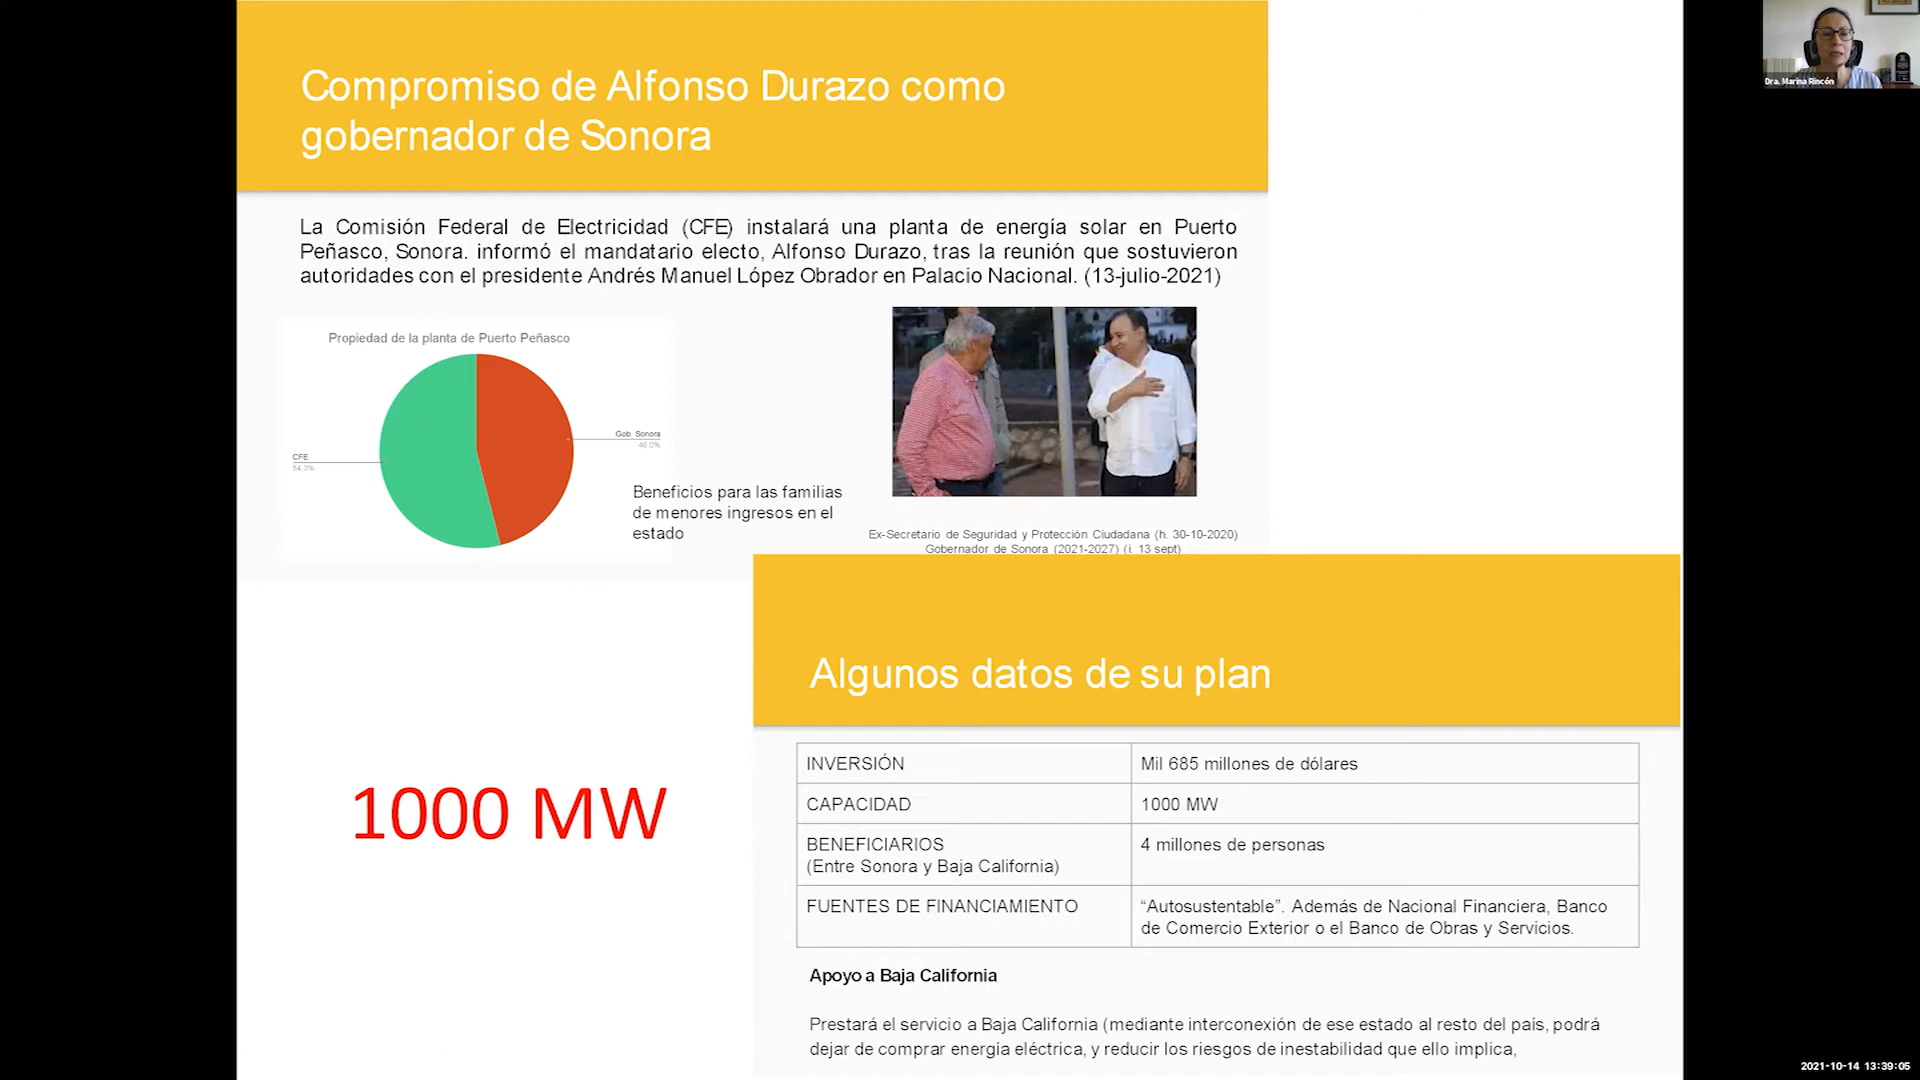 Compromiso de Alfonso Durazo como
gobernador de Sonora
La Comisión Federal de Electricidad (CFE) instalará una planta de energía solar en Puerto
Peñasco, Sonora. informó el mandatario electo, Alfonso Durazo, tras la reunión que sostuvieron
autoridades con el presidente Andrés Manuel López Obrador en Palacio Nacional. (13-julio-2021)
Propiedad de la planta de Puerto Peñasco
Gob. Sonora
46.0%
CFE
54.0%
Beneficios para las familias
de menores ingresos en el
estado
Ex-Secretario de Seguridad y Protección Ciudadana (h. 30-10-2020)
Gobernador de Sonora (2021-2027) (i. 13 sept)
1000 MW
Algunos datos de su plan
INVERSIÓN
Mil 685 millones de dólares
CAPACIDAD
1000 MW
BENEFICIARIOS
(Entre Sonora y Baja California)
4 millones de personas
FUENTES DE FINANCIAMIENTO
“Autosustentable”. Además de Nacional Financiera, Banco
de Comercio Exterior o el Banco de Obras y Servicios.
Apoyo a Baja California
Prestará el servicio a Baja California (mediante interconexión de ese estado al resto del país, podrá
dejar de comprar energía eléctrica, y reducir los riesgos de inestabilidad que ello implica,
Dra. Marina Rincón
2021-10-14 13:39:05